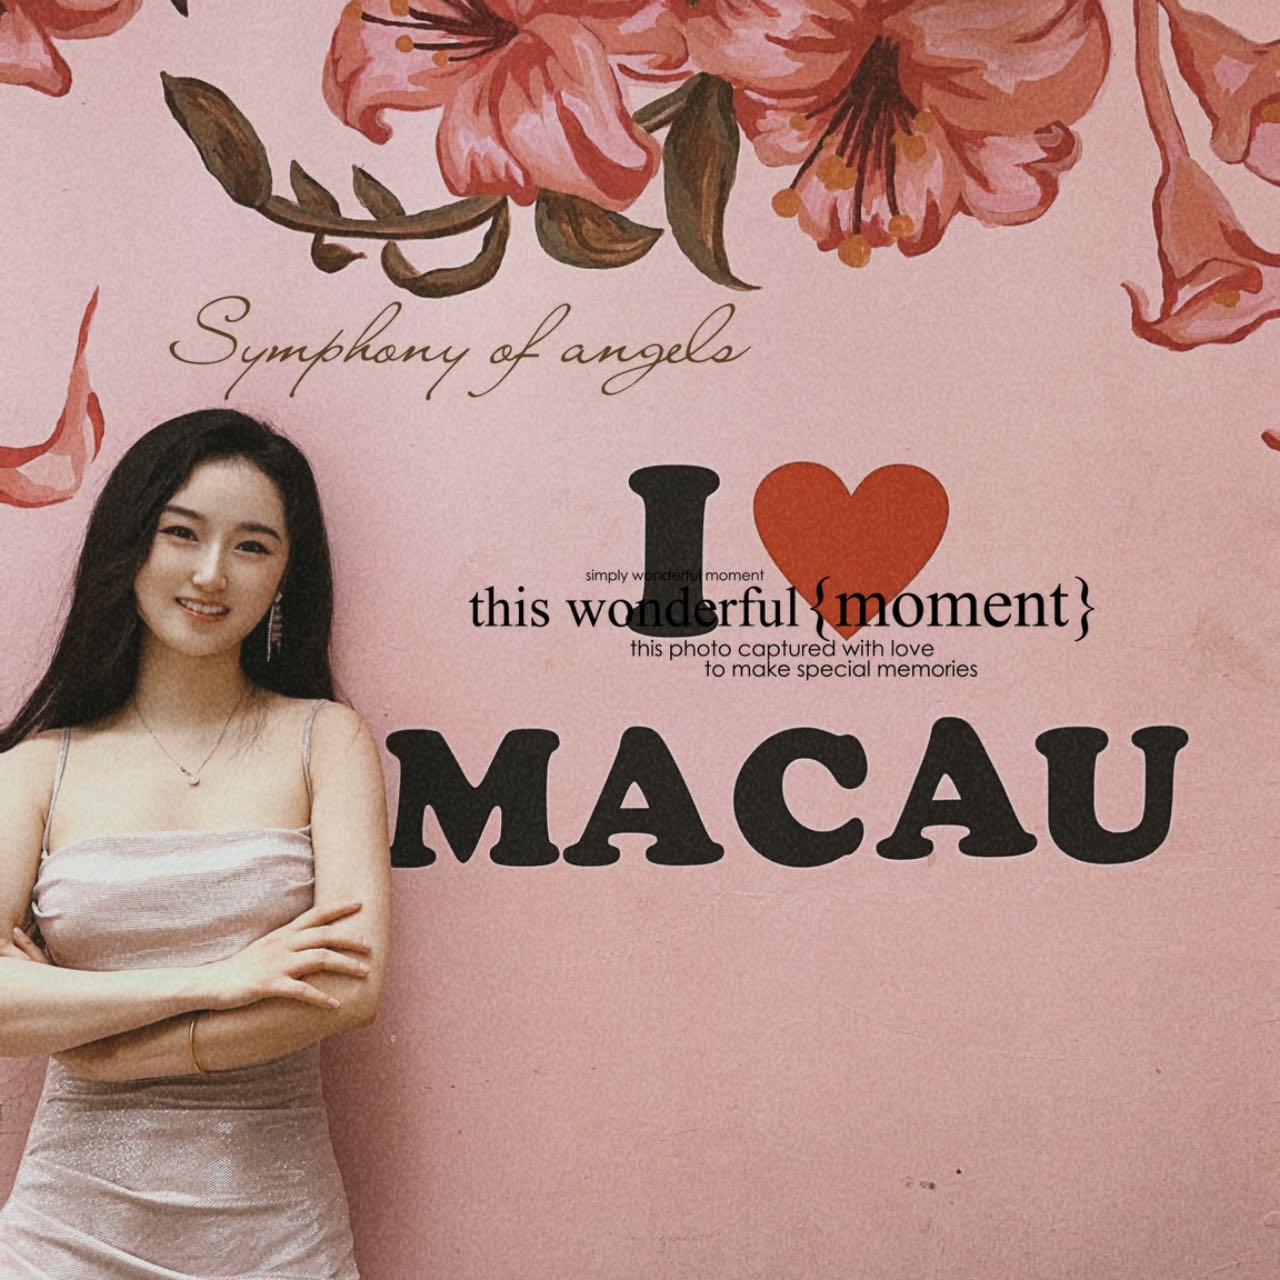 Symphony of angels
I
simply wonderful moment
this wonderful {moment}
this photo captured with love
to make special memories
MACAU